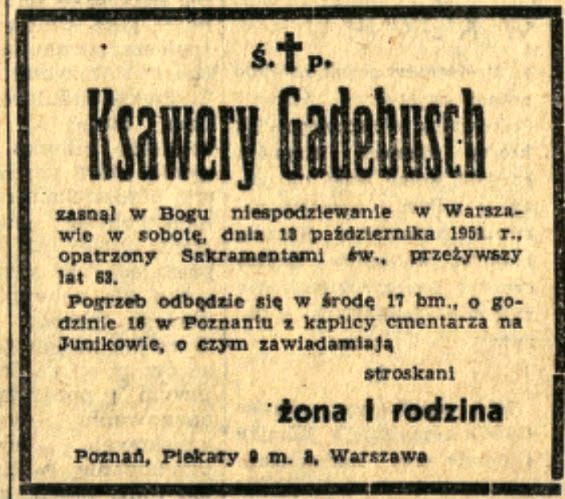 Ś. † p.
Ksawery Gadebusch
zasnął w Bogu niespodziewanie w Warsza-
wie w sobotę, dnia 13 października 1951 r.,
opatrzony Sakramentami św., przeżywszy
lat 63.
Pogrzeb odbędzie się w środę 17 bm., o go-
dzinie 16 w Poznaniu z kaplicy cmentarza na
Junikowie, o czym zawiadamiają
stroskani
żona i rodzina
Poznań, Piekary 9 m. 3, Warszawa